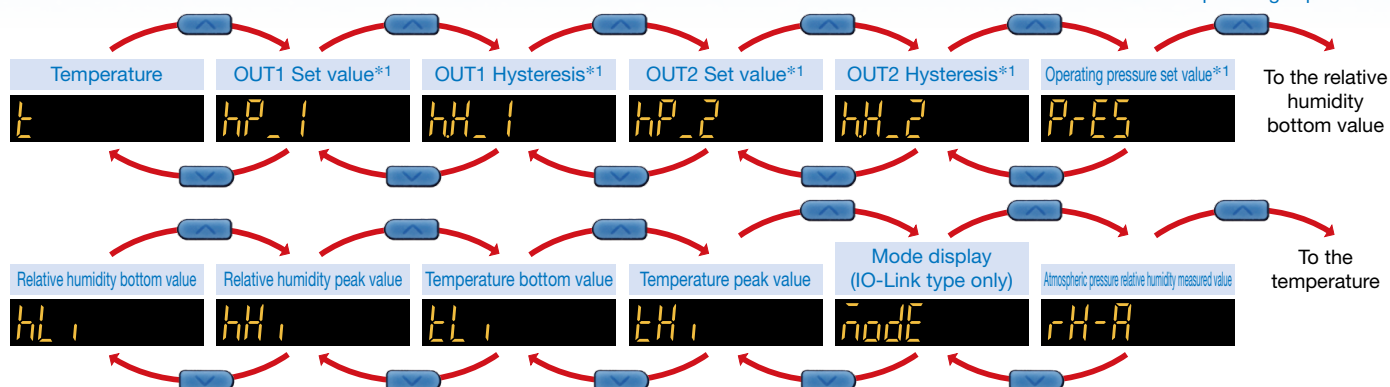 Temperature
OUT1 Set value*1
OUT1 Hysteresis*1
OUT2 Set value*1
OUT2 Hysteresis*1
Operating pressure set value*1
To the relative
humidity
bottom value
t
hP_1
h.H_1
hP_2
h.H_2
PrES
Relative humidity bottom value
Relative humidity peak value
Temperature bottom value
Temperature peak value
Mode display
(IO-Link type only)
Atmospheric pressure relative humidity measured value
To the
temperature
hLi
hHi
tLi
tHi
modE
rH-A